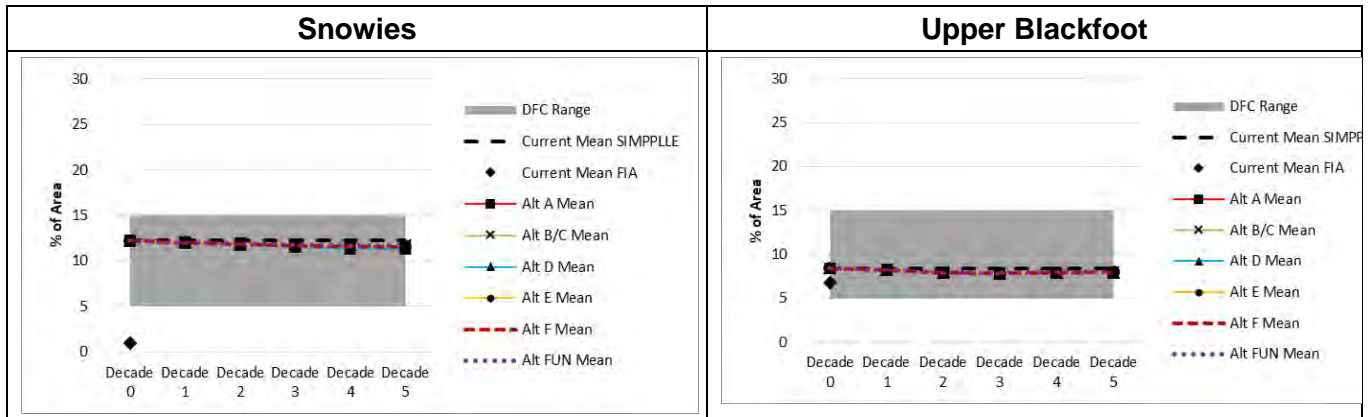 Snowies
Upper Blackfoot
30
25
20
15
10
5
0
% of Area
Decade 0
Decade 1
Decade 2
Decade 3
Decade 4
Decade 5
DFC Range
Current Mean SIMPPLLE
Current Mean FIA
Alt A Mean
Alt B/C Mean
Alt D Mean
Alt E Mean
Alt F Mean
Alt FUN Mean
30
25
20
15
10
5
0
% of Area
Decade 0
Decade 1
Decade 2
Decade 3
Decade 4
Decade 5
DFC Range
Current Mean SIMPP
Current Mean FIA
Alt A Mean
Alt B/C Mean
Alt D Mean
Alt E Mean
Alt F Mean
Alt FUN Mean